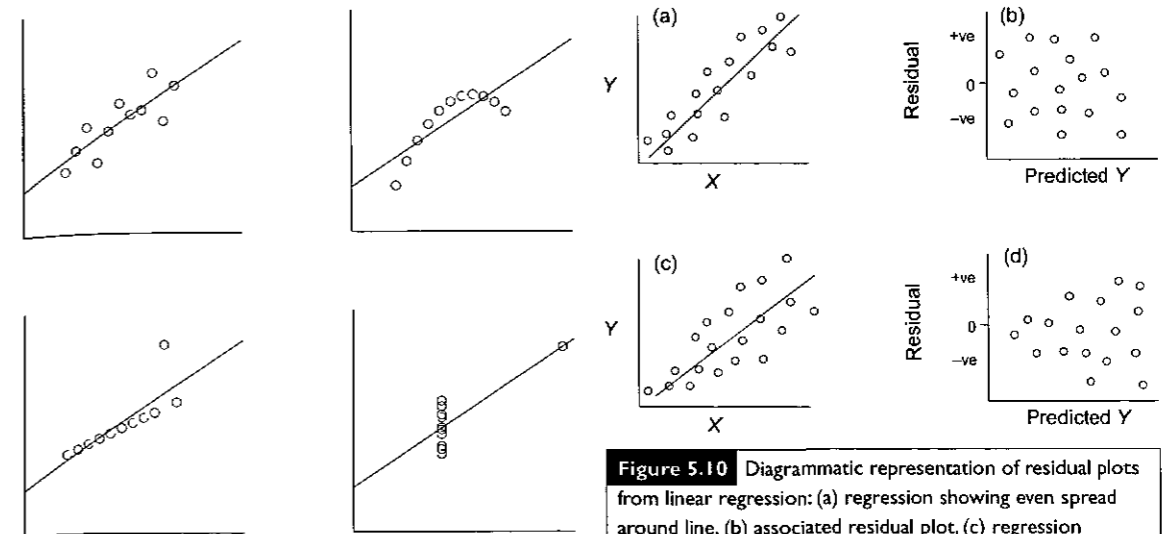 (a)
Y
X
(b)
Residual
+ve
0
–ve
Predicted Y
(c)
Y
X
(d)
Residual
+ve
0
–ve
Predicted Y
Figure 5.10 Diagrammatic representation of residual plots
from linear regression: (a) regression showing even spread
around line, (b) associated residual plot, (c) regression